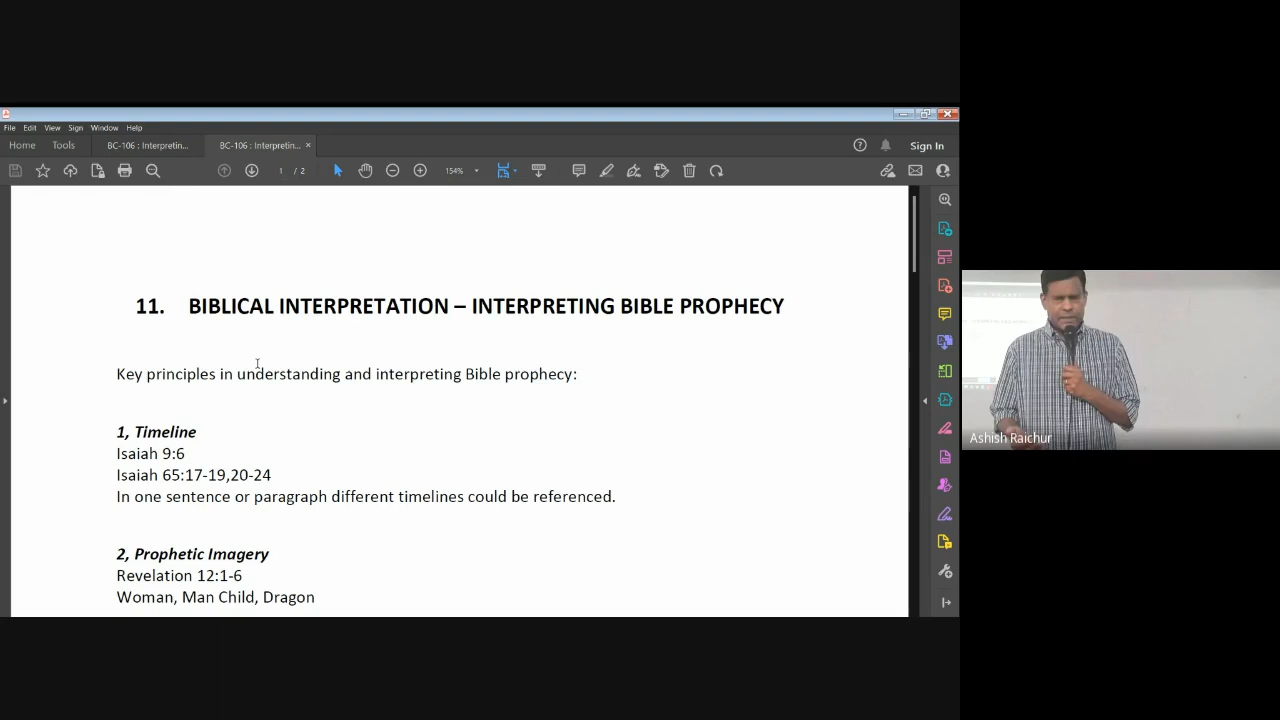 File Edit View Sign Window Help
Home Tools BC-106 : Interpretin... BC-106 : Interpretin... × Sign In
1 / 2 154%
11. BIBLICAL INTERPRETATION – INTERPRETING BIBLE PROPHECY
Key principles in understanding and interpreting Bible prophecy:
1, Timeline
Isaiah 9:6
Isaiah 65:17-19,20-24
In one sentence or paragraph different timelines could be referenced.
2, Prophetic Imagery
Revelation 12:1-6
Woman, Man Child, Dragon
Ashish Raichur